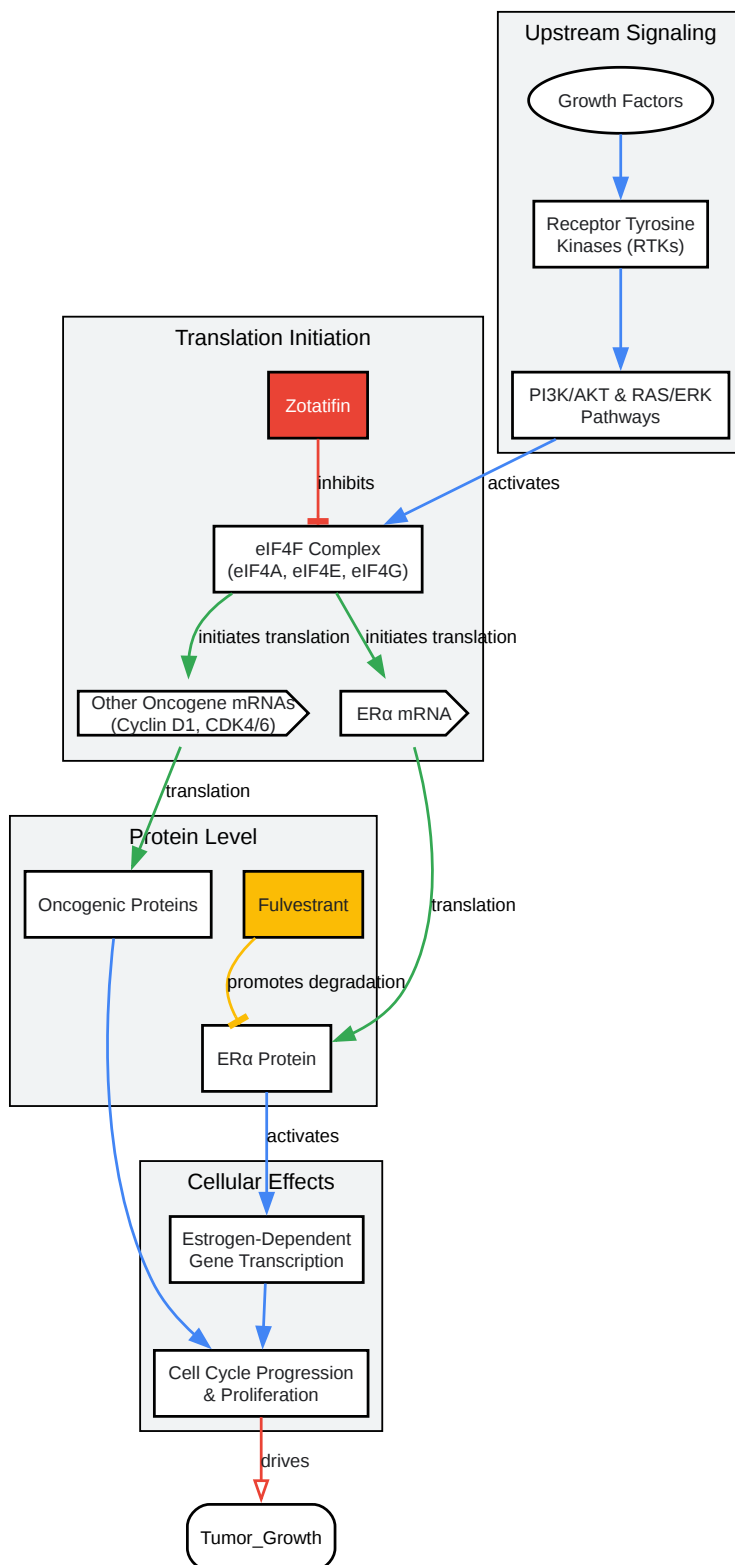 Upstream Signaling
Growth Factors
Receptor Tyrosine
Kinases (RTKs)
PI3K/AKT & RAS/ERK
Pathways
activates
Translation Initiation
Zotatifin
inhibits
eIF4F Complex
(eIF4A, eIF4E, eIF4G)
initiates translation
initiates translation
Other Oncogene mRNAs
(Cyclin D1, CDK4/6)
ERα mRNA
translation
translation
Protein Level
Oncogenic Proteins
Fulvestrant
promotes degradation
ERα Protein
activates
Cellular Effects
Estrogen-Dependent
Gene Transcription
Cell Cycle Progression
& Proliferation
drives
Tumor_Growth